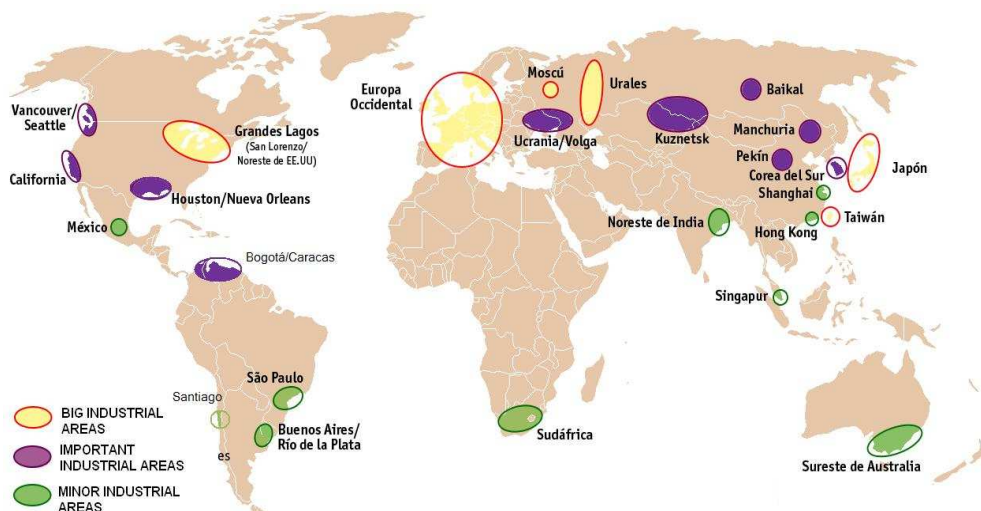 Vancouver/
Seattle
California
México
Grandes Lagos
(San Lorenzo/
Noreste de EE.UU)
Houston/Nueva Orleans
Bogotá/Caracas
São Paulo
Santiago
Buenos Aires/
Río de la Plata
es
Europa
Occidental
Moscú
Urales
Ucrania/Volga
Kuznetsk
Baikal
Manchuria
Pekín
Corea del Sur
Japón
Shanghai
Noreste de India
Hong Kong
Taiwán
Singapur
Sudáfrica
Sureste de Australia
BIG INDUSTRIAL
AREAS
IMPORTANT
INDUSTRIAL AREAS
MINOR INDUSTRIAL
AREAS